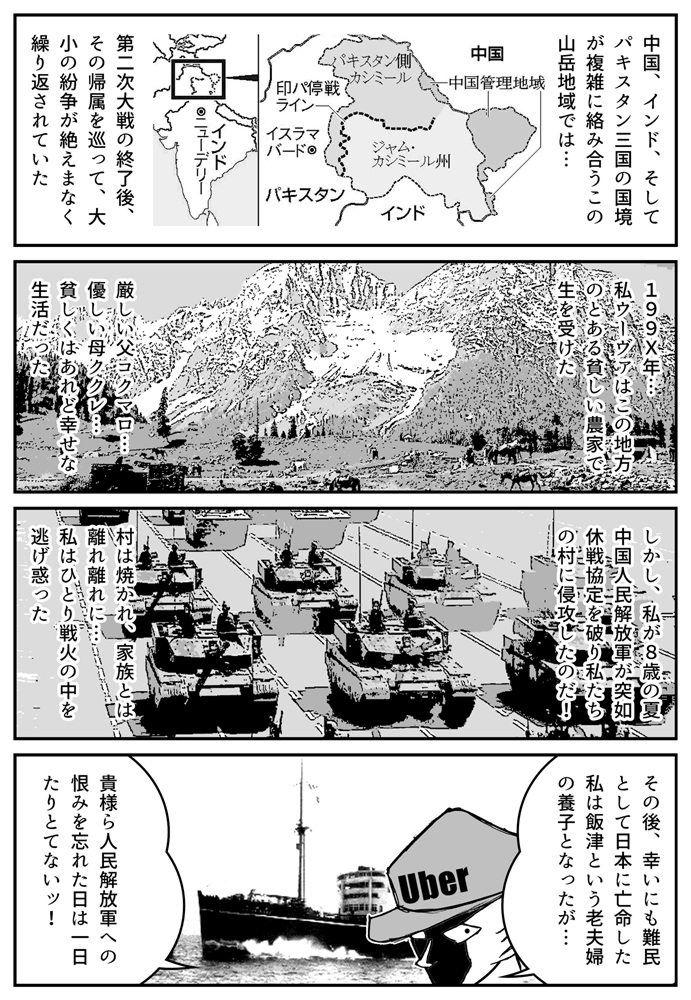 中国、インド、そして
パキスタン三国の国境
が複雑に絡み合うこの
山岳地域では…
中国
パキスタン側
カシミール
中国管理地域
印パ停戦
ライン
イスラマ
バード
ジャム・
カシミール州
パキスタン
インド
インド
ニューデリー
第二次大戦の終了後、
その帰属を巡って、大
小の紛争が絶えまなく
繰り返されていた
199X年…
私ウーヴァはこの地方
のとある貧しい農家で
生を受けた
厳しい父コクマロ…
優しい母ククレ…
貧しくはあれど幸せな
生活だった
しかし、私が8歳の夏
中国人民解放軍が突如
休戦協定を破り私たち
の村に侵攻したのだ！
村は焼かれ、家族とは
離れ離れに…
私はひとり戦火の中を
逃げ惑った
その後、幸いにも難民
として日本に亡命した
私は飯津という老夫婦
の養子となったが…
Uber
貴様ら人民解放軍への
恨みを忘れた日は一日
たりとてないッ！